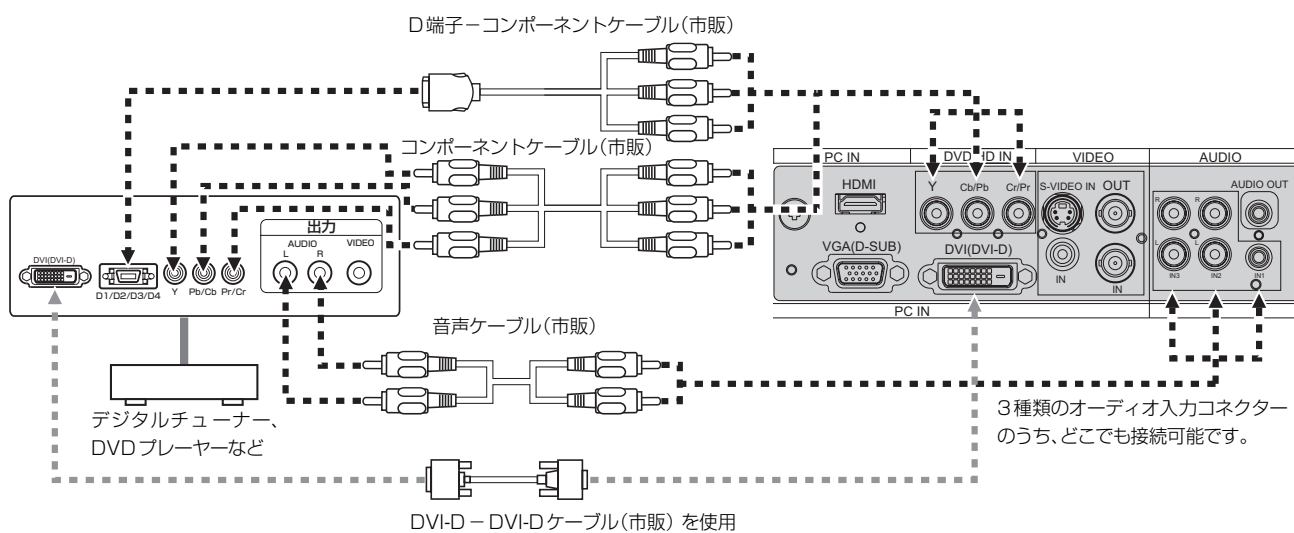 D端子－コンポーネントケーブル（市販）
コンポーネントケーブル（市販）
DVI(DVI-D)
D1/D2/D3/D4
Y Pb/Cb Pr/Cr
出力
AUDIO VIDEO
L R
PC IN DVD/HD IN VIDEO AUDIO
HDMI
Y Cb/Pb Cr/Pr
S-VIDEO IN OUT
AUDIO OUT
R R
VGA(D-SUB)
DVI(DVI-D)
IN IN
L L
IN3 IN2 IN1
PC IN
音声ケーブル（市販）
デジタルチューナー、
DVDプレーヤーなど
3種類のオーディオ入力コネクター
のうち、どこでも接続可能です。
DVI-D－DVI-Dケーブル（市販）を使用